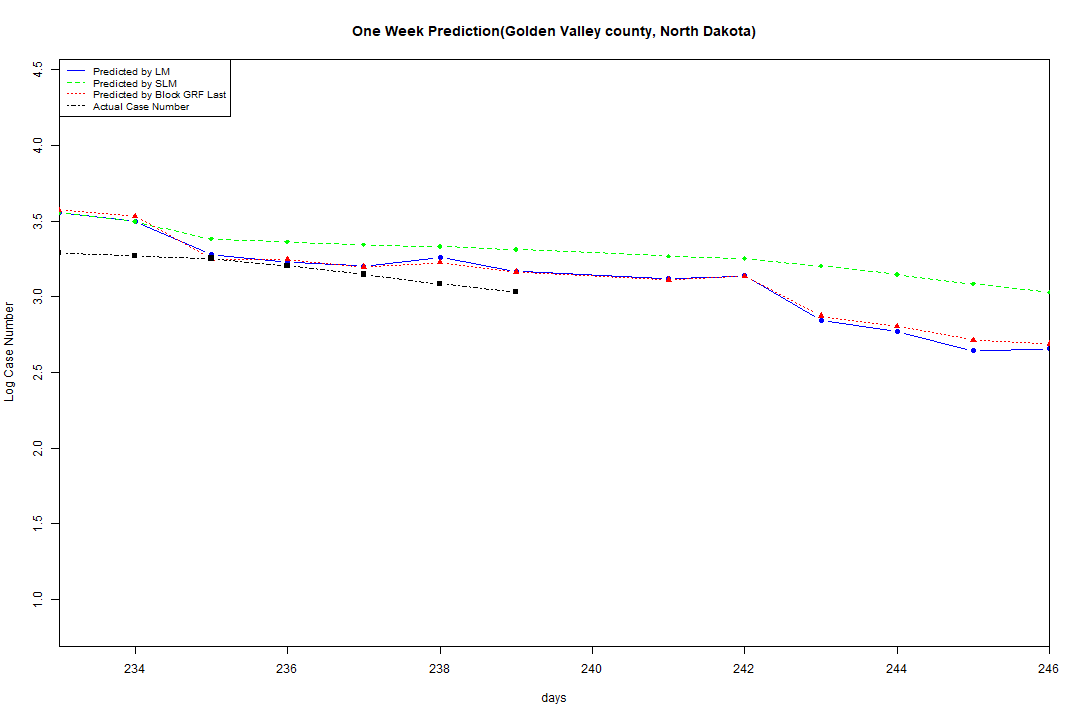 One Week Prediction(Golden Valley county, North Dakota)
Predicted by LM
Predicted by SLM
Predicted by Block GRF Last
Actual Case Number
4.5
4.0
3.5
3.0
2.5
2.0
1.5
1.0
Log Case Number
234 236 238 240 242 244 246
days